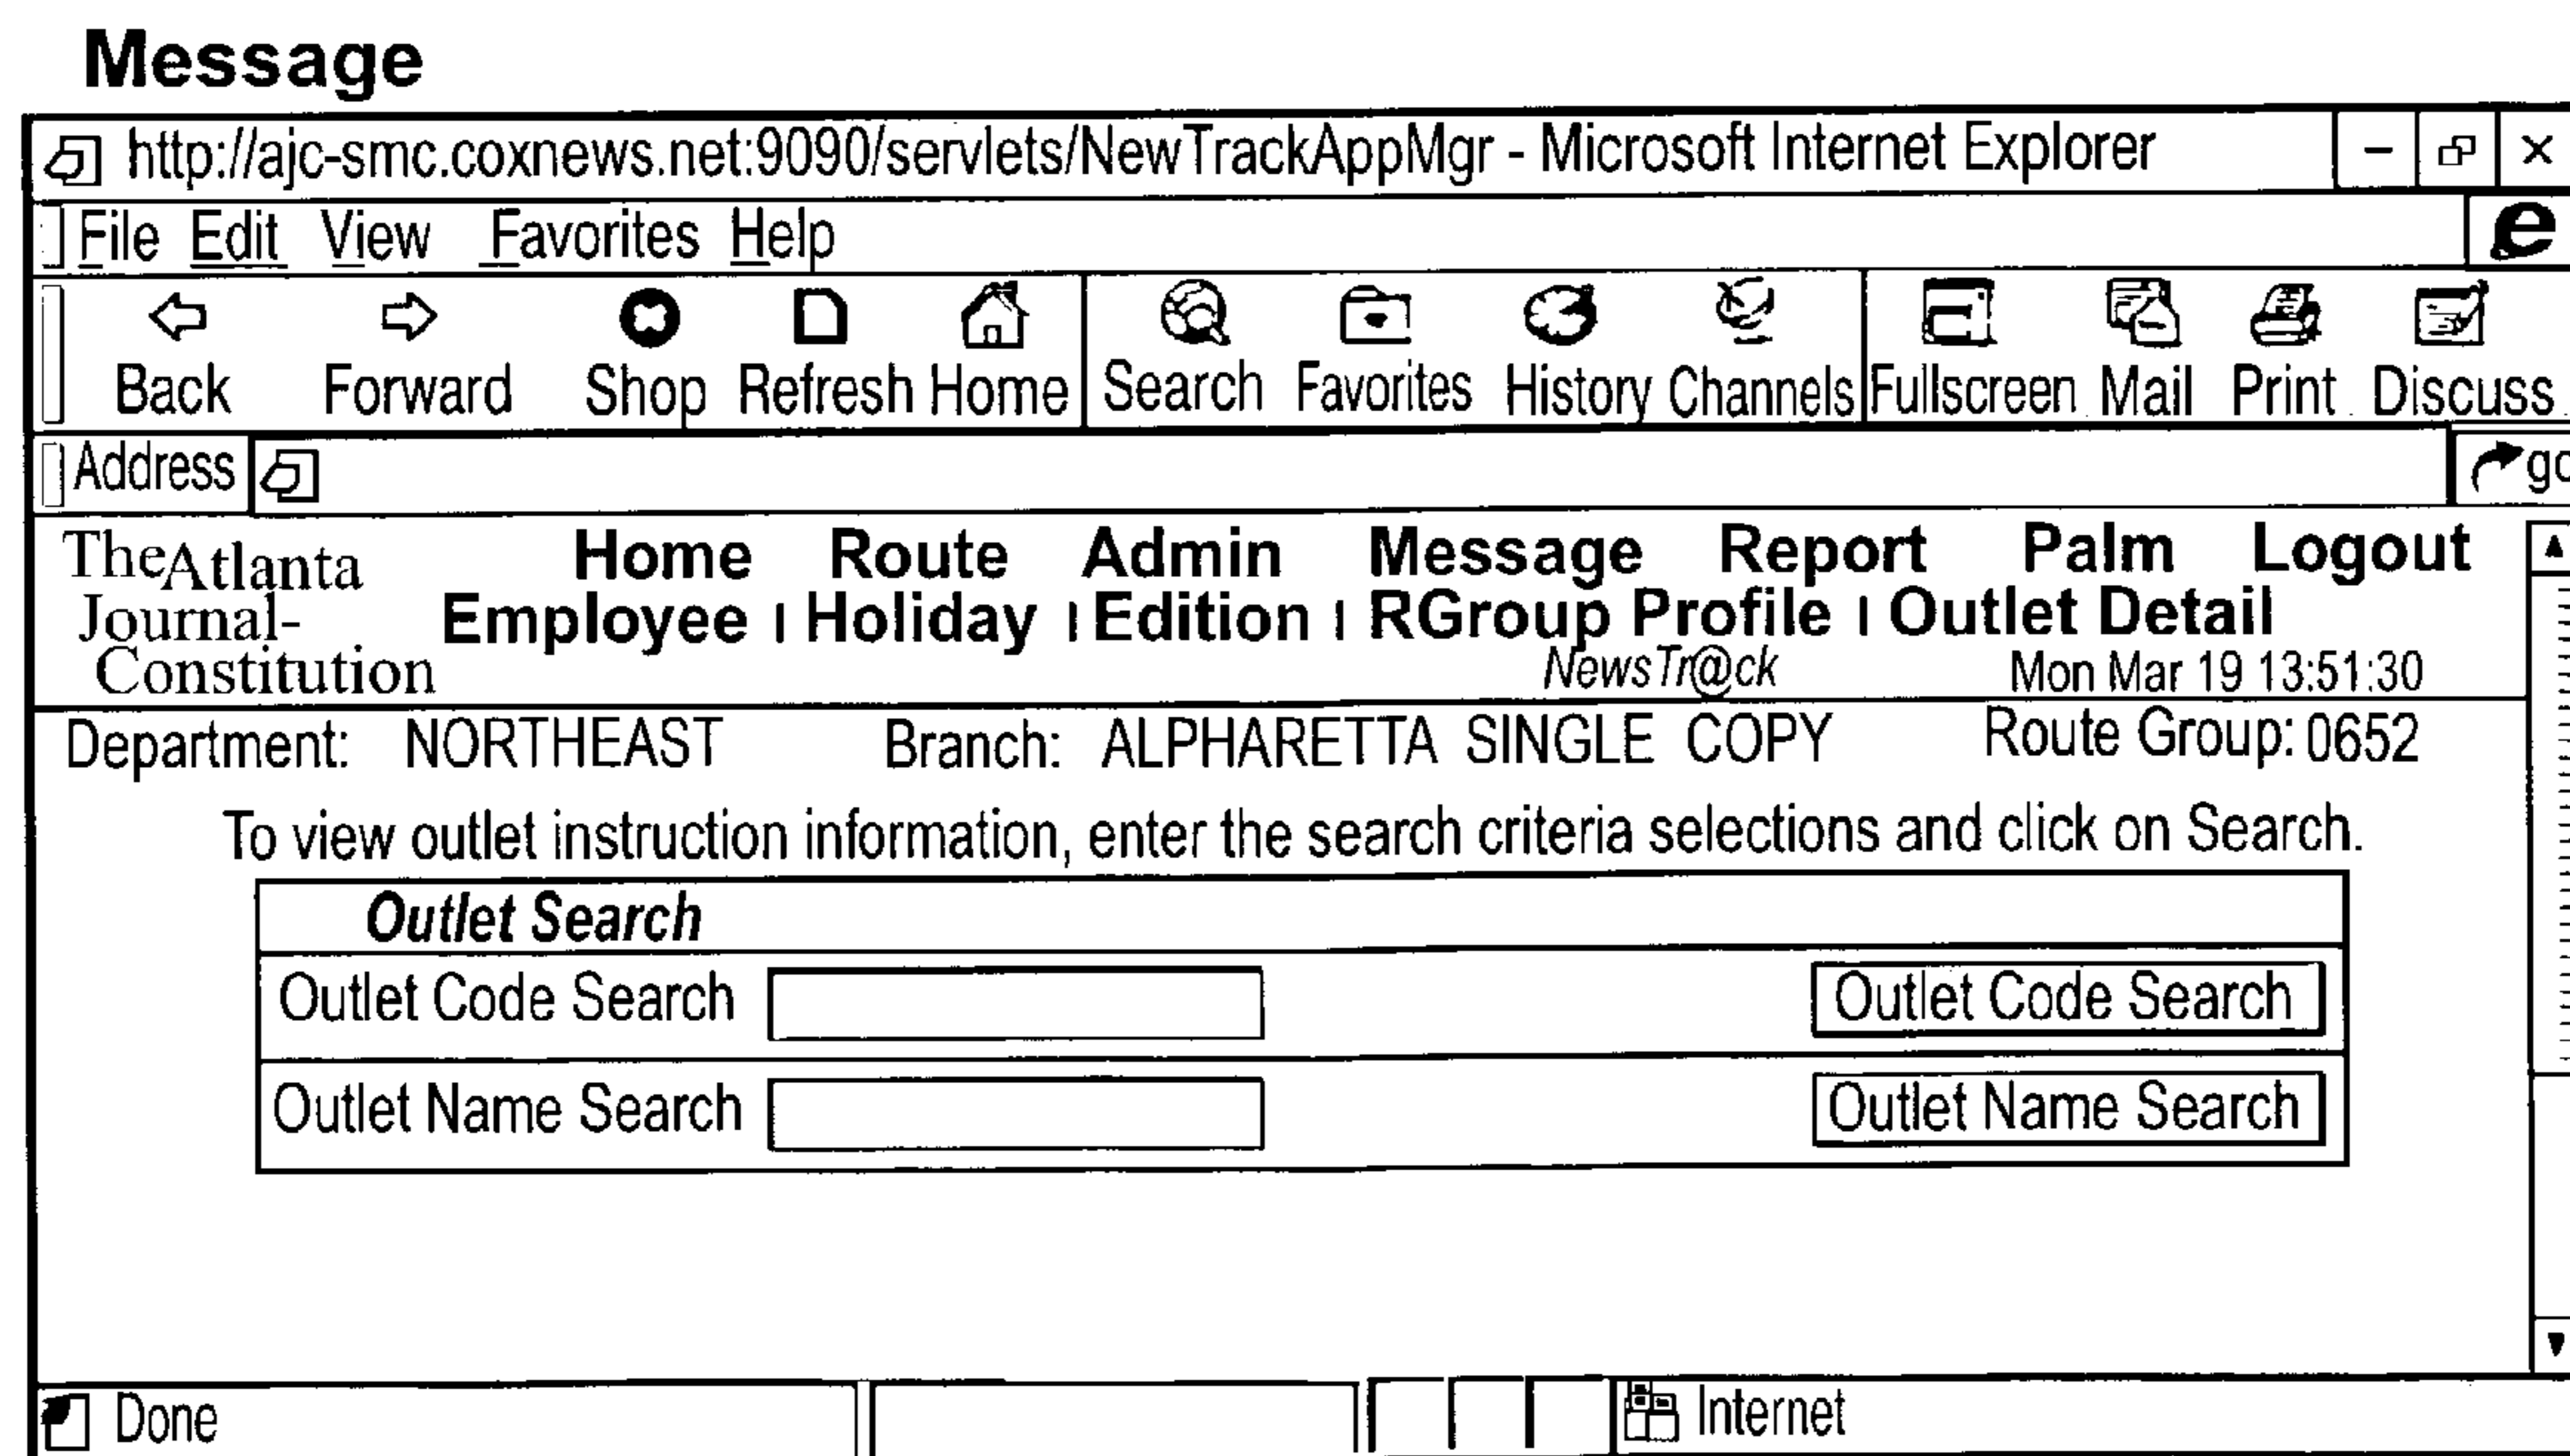 Message
http://ajc-smc.coxnews.net:9090/servlets/NewTrackAppMgr - Microsoft Internet Explorer
File Edit View Favorites Help
Back Forward Shop Refresh Home Search Favorites History Channels Fullscreen Mail Print Discuss
Address go
The Atlanta
Journal-
Constitution
Home Route Admin Message Report Palm Logout
Employee | Holiday | Edition | RGroup Profile | Outlet Detail
NewsTr@ck Mon Mar 19 13:51:30
Department: NORTHEAST Branch: ALPHARETTA SINGLE COPY Route Group: 0652
To view outlet instruction information, enter the search criteria selections and click on Search.
Outlet Search
Outlet Code Search Outlet Code Search
Outlet Name Search Outlet Name Search
Done Internet